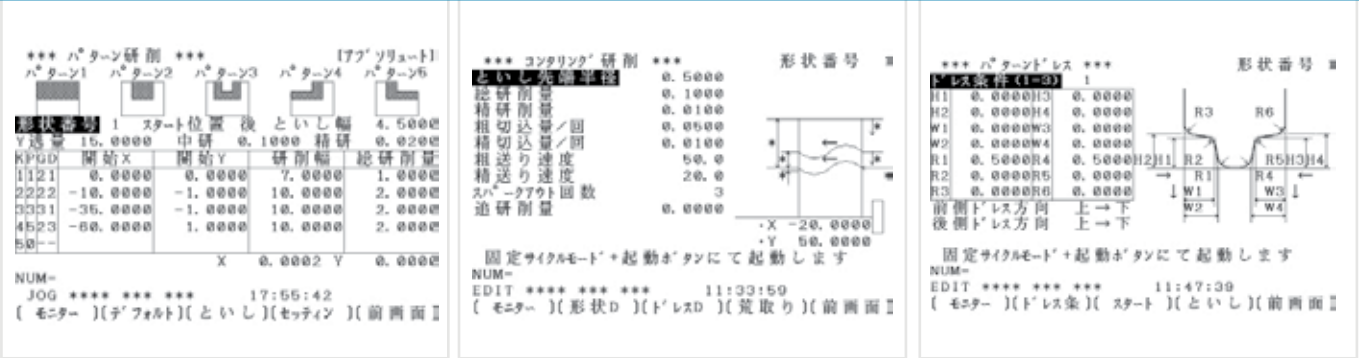 *** パターン研削 *** [アブソリュート]
パターン1 パターン2 パターン3 パターン4 パターン5
形状番号 1 スタート位置 後 といし幅 4.5000
Y逃量 15.0000 中研 0.1000 精研 0.0200
K P G D 開始X 開始Y 研削幅 総研削量
1 1 2 1 0.0000 0.0000 7.0000 1.0000
2 2 2 2 -10.0000 -1.0000 10.0000 2.0000
3 3 3 1 -35.0000 -1.0000 10.0000 2.0000
4 5 2 3 -60.0000 1.0000 10.0000 2.0000
5 0 - -
X 0.0002 Y 0.0000
NUM=
JOG **** *** *** 17:55:42
[ モニター ][デフォルト][といし][セッティン ][前画面]
*** コンタリング研削 *** 形状番号
といし先端半径 0.5000
総研削量 0.1000
精研削量 0.0100
粗切込量/回 0.0500
精切込量/回 0.0100
粗送り速度 50.0
精送り速度 20.0
スパークアウト回数 3
追研削量 0.0000
・X -20.0000
・Y 50.0000
固定サイクルモード+起動ボタンにて起動します
NUM=
EDIT **** *** *** 11:33:59
[ モニター ][形状D ][ドレスD ][荒取り][前画面]
*** パターンドレス *** 形状番号
ドレス条件(1=3) 1
H1 0.0000 H3 0.0000
H2 0.0000 H4 0.0000
W1 0.0000 W3 0.0000
W2 0.0000 W4 0.0000
R1 0.5000 R4 0.5000
R2 0.0000 R5 0.0000
R3 0.0000 R6 0.0000
R3 R6
H2 H1 R2 R5 H3 H4
R1 R4
W1 W3
W2 W4
前側ドレス方向 上→下
後側ドレス方向 上→下
固定サイクルモード+起動ボタンにて起動します
NUM=
EDIT **** *** *** 11:47:39
[ モニター ][ドレス条][ スタート ][といし][前画面]